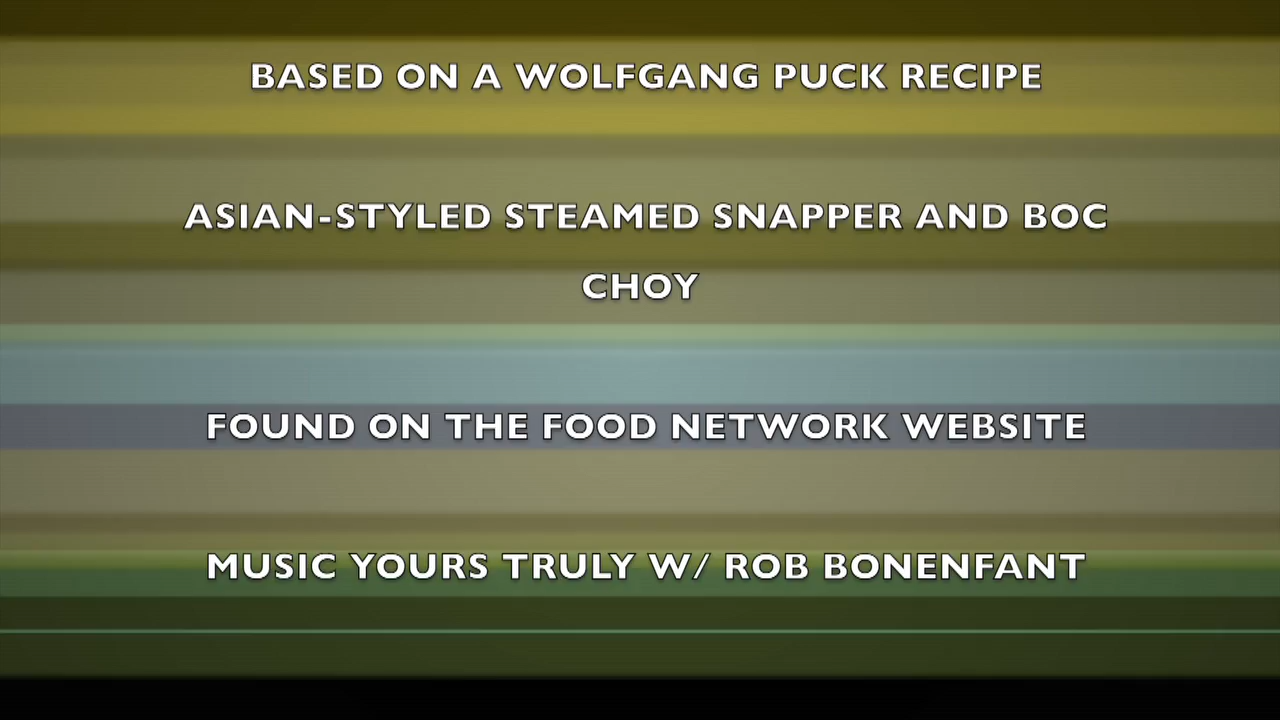 BASED ON A WOLFGANG PUCK RECIPE
ASIAN-STYLED STEAMED SNAPPER AND BOC
CHOY
FOUND ON THE FOOD NETWORK WEBSITE
MUSIC YOURS TRULY W/ ROB BONENFANT